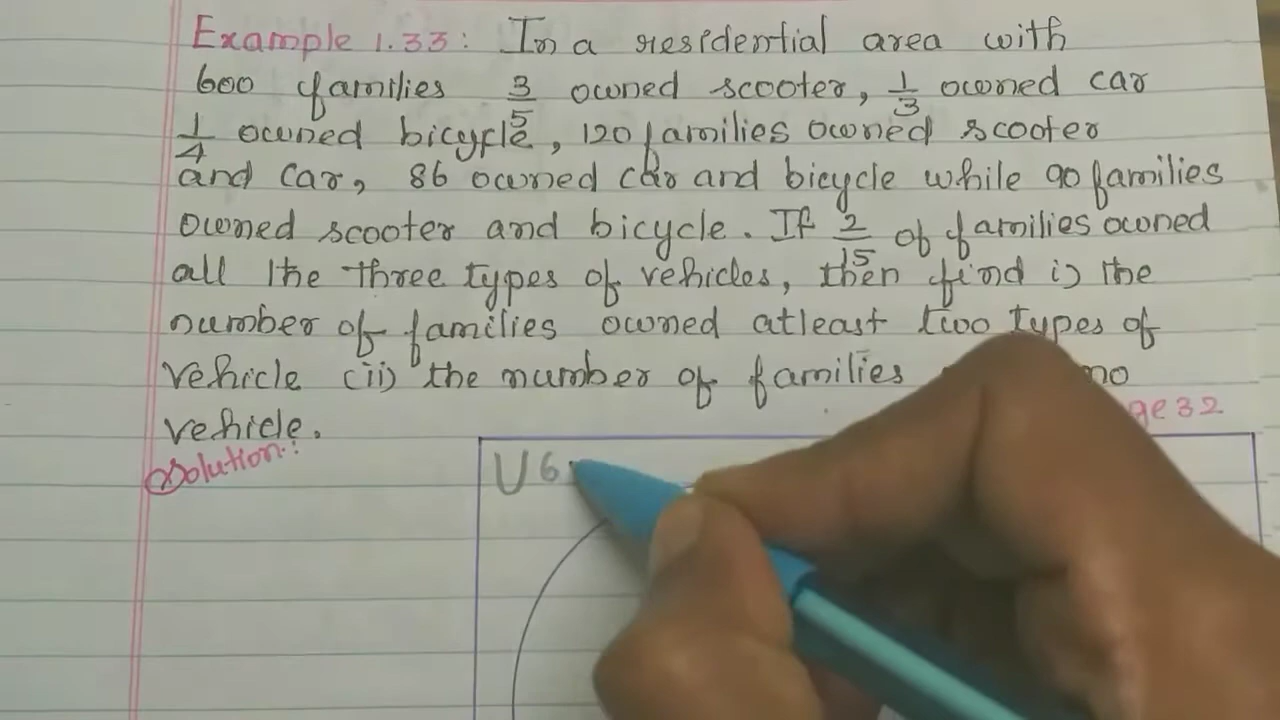 Example 1.33: In a residential area with
600 families 3/5 owned scooter, 1/3 owned car
1/4 owned bicycle, 120 families owned scooter
and car, 86 owned car and bicycle while 90 families
owned scooter and bicycle. If 2/15 of families owned
all the three types of vehicles, then find i) the
number of families owned atleast two types of
vehicle (ii) the number of families no
vehicle.
32
Solution:
U 6